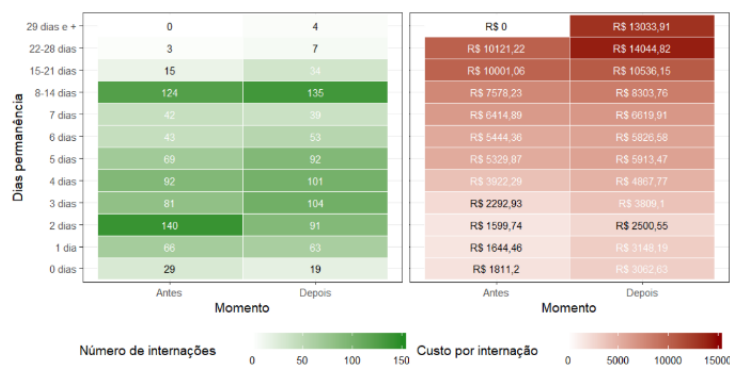 29 dias e + 0 4 R$ 0 R$ 13033,91
22-28 dias 3 7 R$ 10121,22 R$ 14044,82
15-21 dias 15 34 R$ 10001,06 R$ 10536,15
8-14 dias 124 135 R$ 7578,23 R$ 8303,76
7 dias 42 39 R$ 6414,89 R$ 6619,91
6 dias 43 53 R$ 5444,36 R$ 5826,58
5 dias 69 92 R$ 5329,87 R$ 5913,47
4 dias 92 101 R$ 3922,29 R$ 4867,77
3 dias 81 104 R$ 2292,93 R$ 3809,1
2 dias 140 91 R$ 1599,74 R$ 2500,55
1 dia 66 63 R$ 1644,46 R$ 3148,19
0 dias 29 19 R$ 1811,2 R$ 3062,63
Dias permanência
Antes Depois Antes Depois
Momento Momento
Número de internações 0 50 100 150 Custo por internação 0 5000 10000 15000